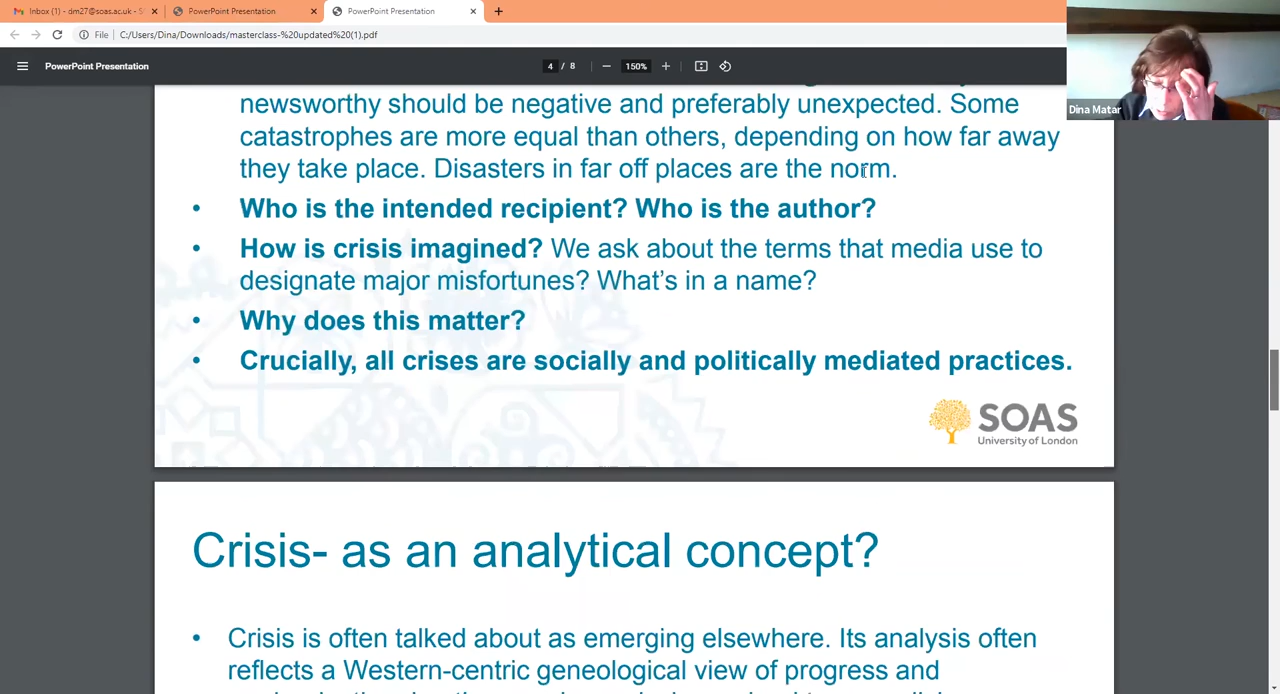 Inbox (1) - dm27@soas.ac.uk - S
PowerPoint Presentation
PowerPoint Presentation
File
C:/Users/Dina/Downloads/masterclass-%20updated%20(1).pdf
PowerPoint Presentation
4 / 8
150%
Dina Matar
newsworthy should be negative and preferably unexpected. Some
catastrophes are more equal than others, depending on how far away
they take place. Disasters in far off places are the norm.
• Who is the intended recipient? Who is the author?
• How is crisis imagined? We ask about the terms that media use to
designate major misfortunes? What's in a name?
• Why does this matter?
• Crucially, all crises are socially and politically mediated practices.
SOAS
University of London
Crisis- as an analytical concept?
• Crisis is often talked about as emerging elsewhere. Its analysis often
reflects a Western-centric geneological view of progress and